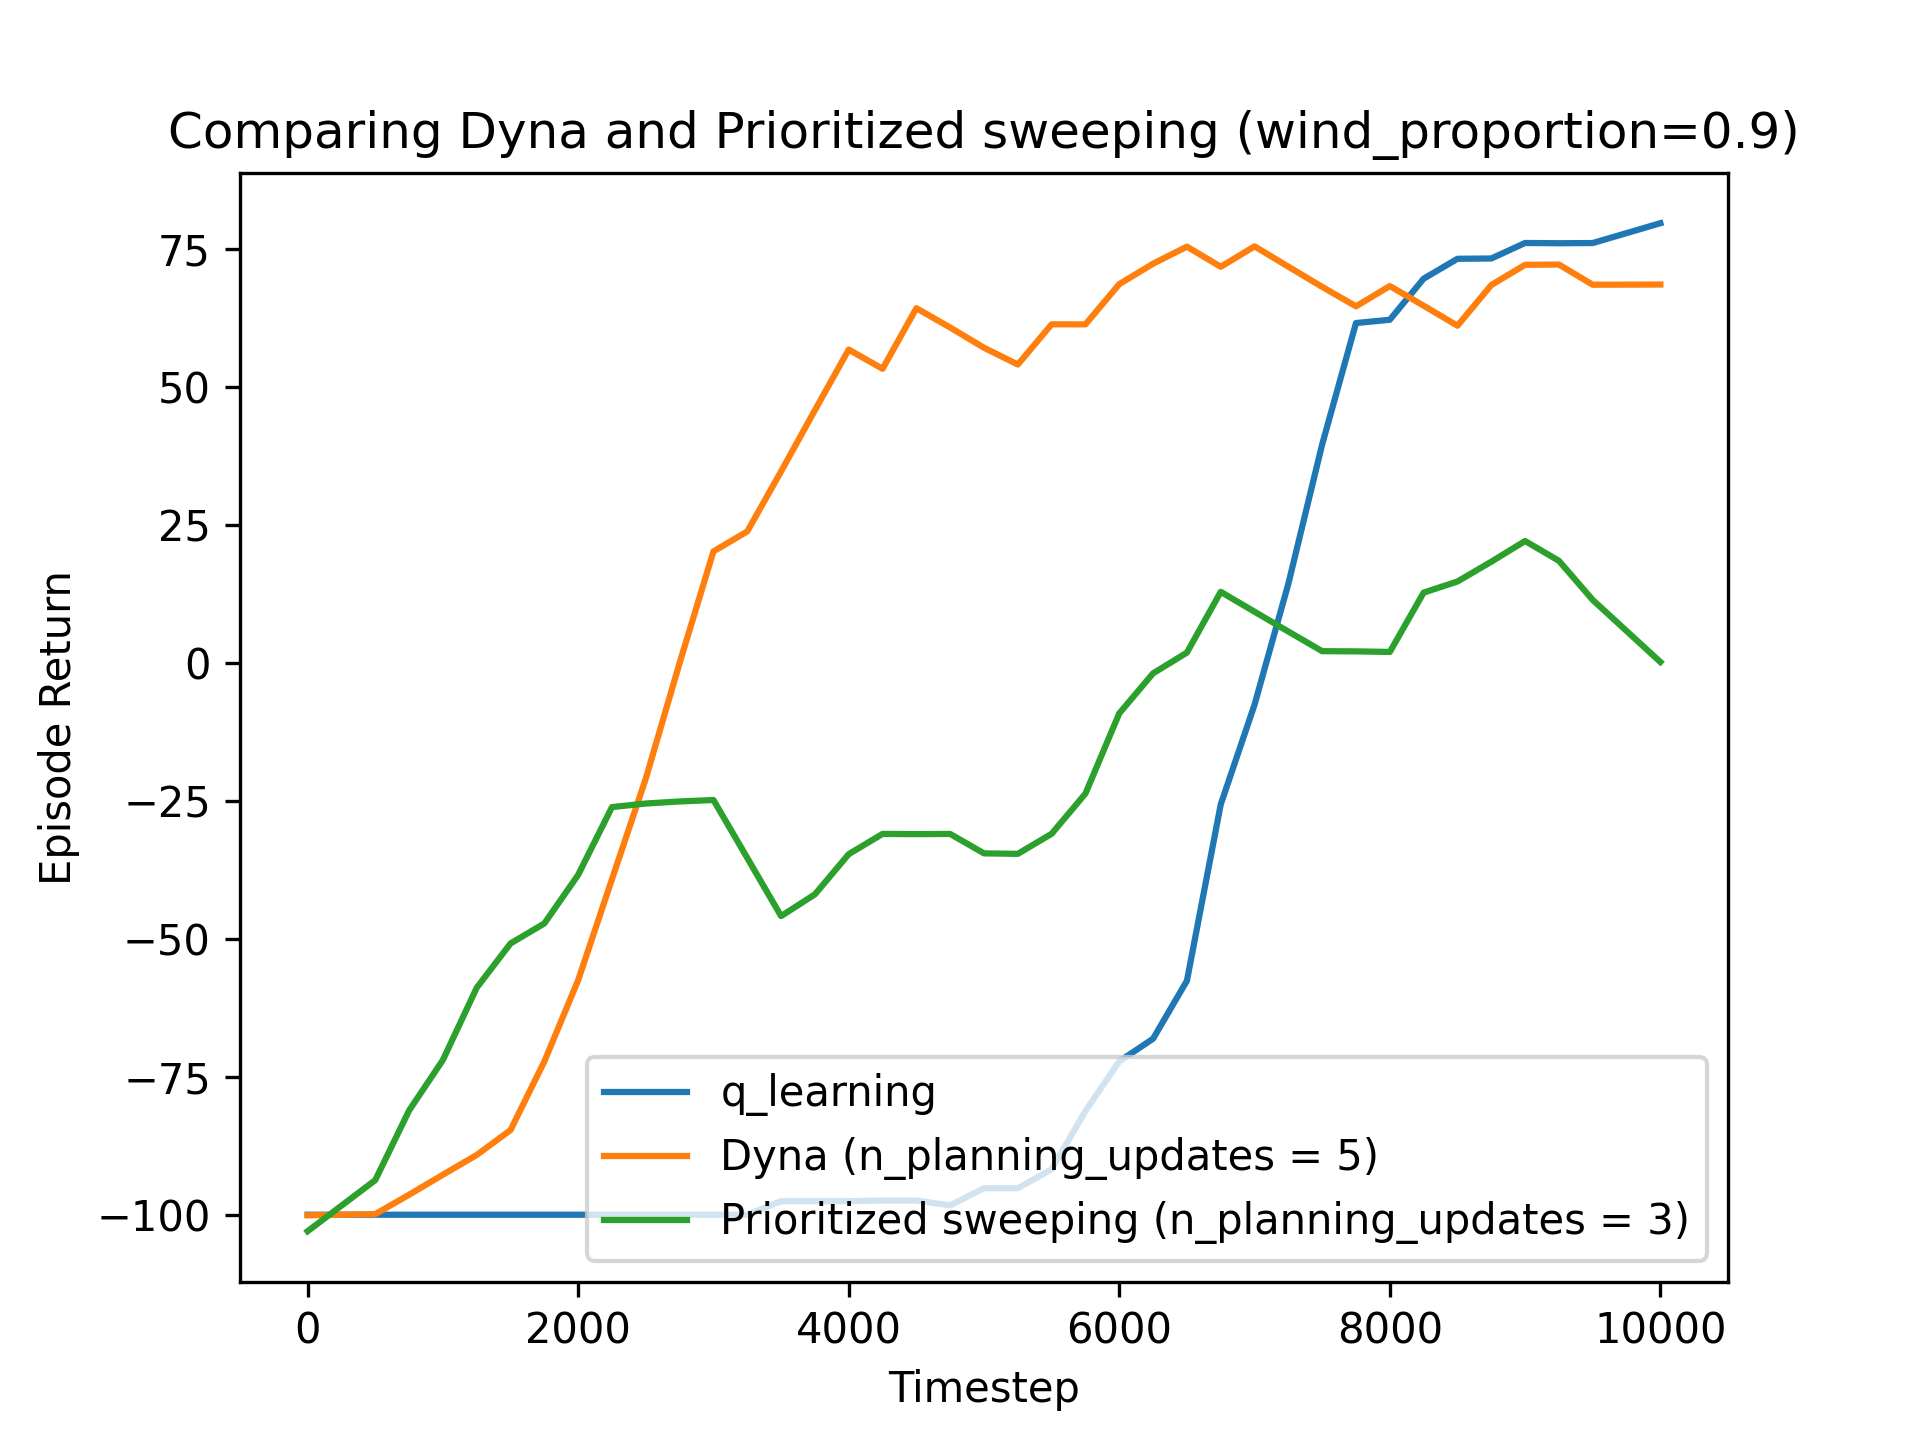 Comparing Dyna and Prioritized sweeping (wind_proportion=0.9)
75
50
25
0
−25
−50
−75
−100
Episode Return
q_learning
Dyna (n_planning_updates = 5)
Prioritized sweeping (n_planning_updates = 3)
0 2000 4000 6000 8000 10000
Timestep